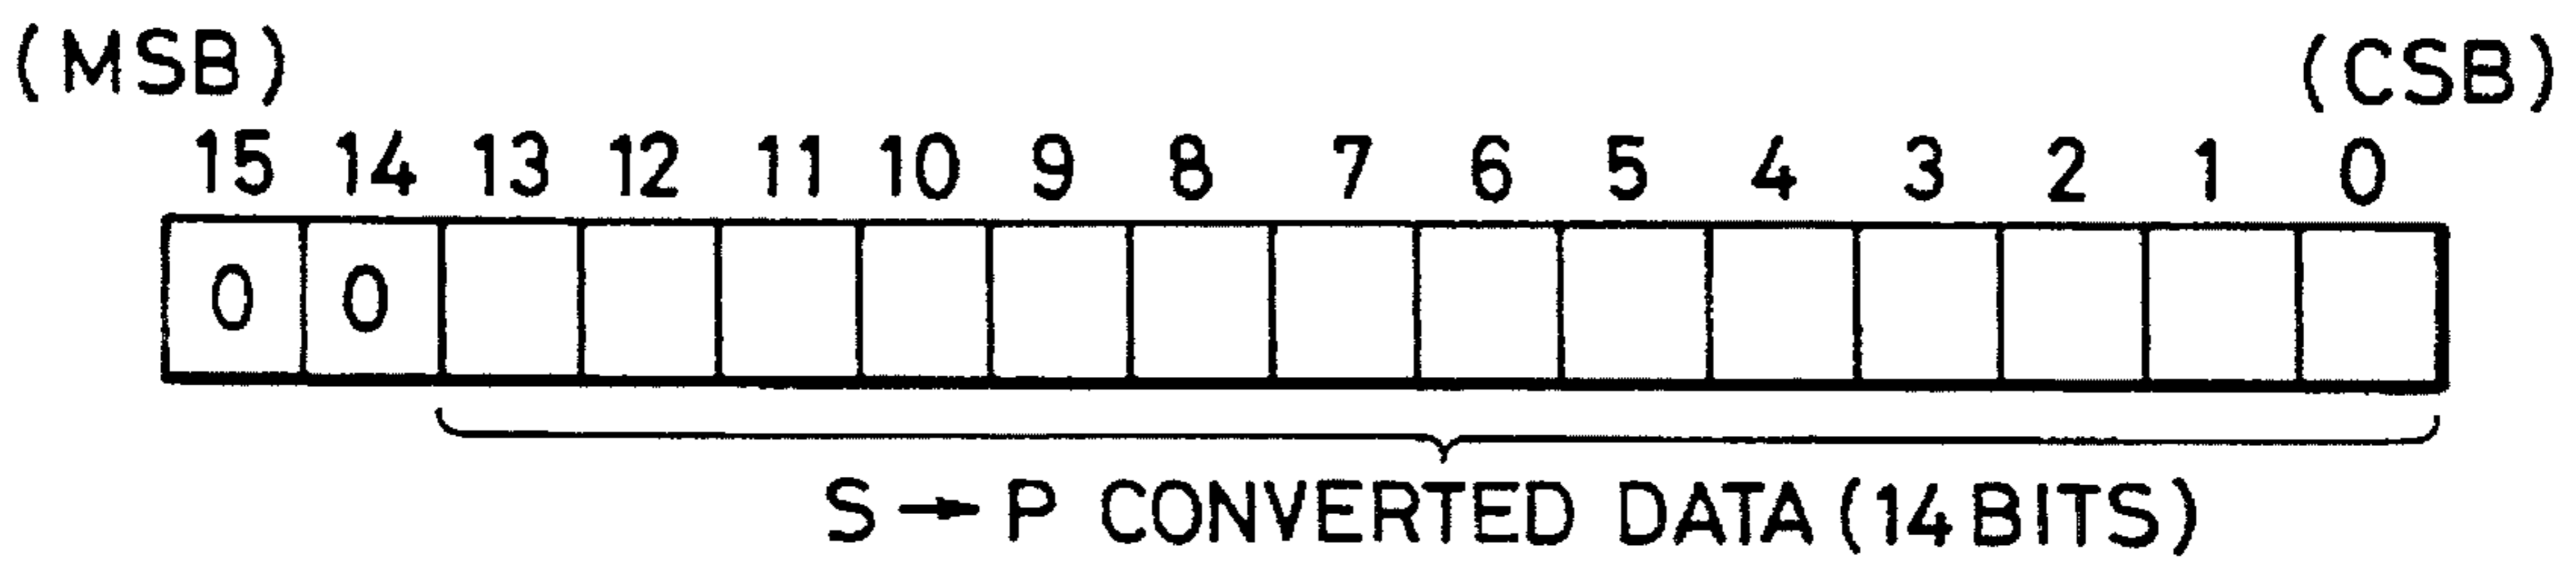 (MSB) (CSB)
15 14 13 12 11 10 9 8 7 6 5 4 3 2 1 0
0 0
S→P CONVERTED DATA (14 BITS)